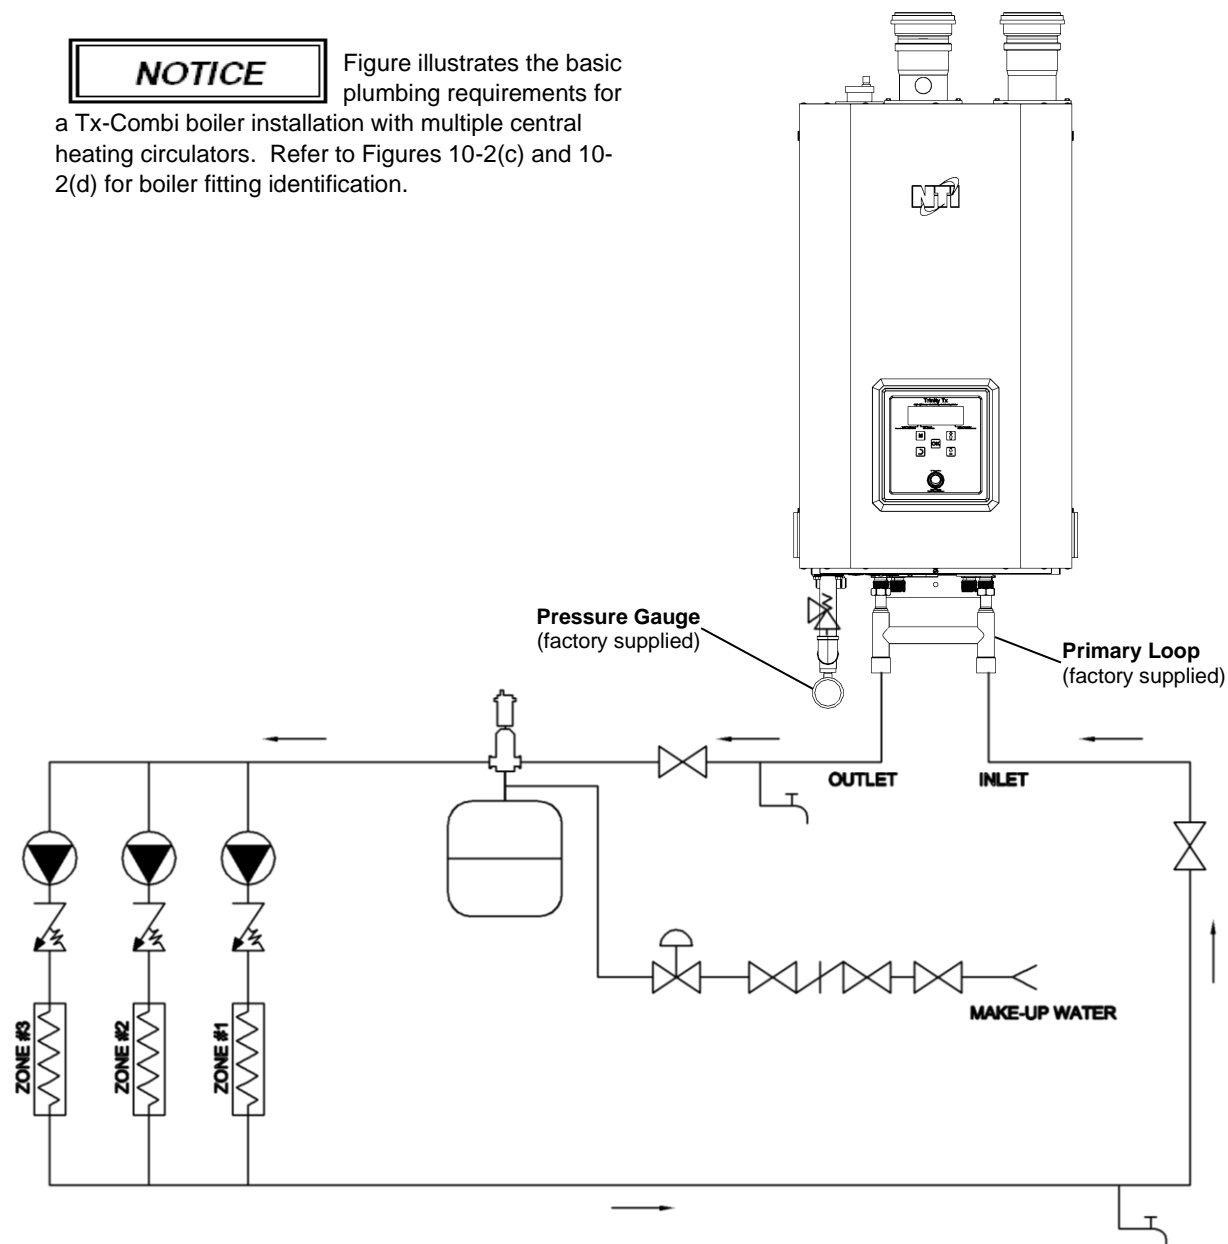 NOTICE
Figure illustrates the basic
plumbing requirements for
a Tx-Combi boiler installation with multiple central
heating circulators.  Refer to Figures 10-2(c) and 10-
2(d) for boiler fitting identification.
NTI
Trinity Tx
OK
Pressure Gauge
(factory supplied)
Primary Loop
(factory supplied)
OUTLET
INLET
MAKE-UP WATER
ZONE #3
ZONE #2
ZONE #1